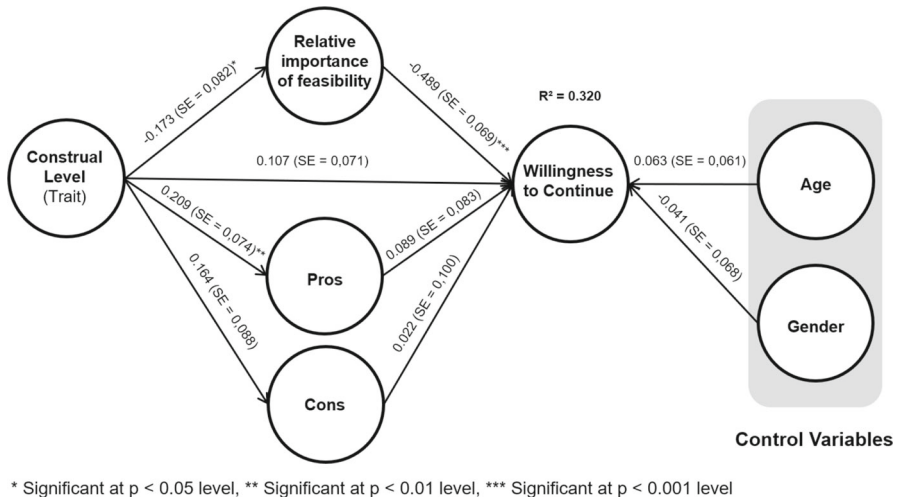 Relative
importance
of feasibility
-0.173 (SE = 0,082)*
-0.489 (SE = 0,069)***
R² = 0.320
Construal
Level
(Trait)
0.107 (SE = 0,071)
Willingness
to Continue
0.063 (SE = 0,061)
Age
0.209 (SE = 0,074)**
Pros
0.089 (SE = 0,083)
-0.041 (SE = 0,068)
0.164 (SE = 0,088)
0.022 (SE = 0,100)
Gender
Cons
Control Variables
* Significant at p < 0.05 level, ** Significant at p < 0.01 level, *** Significant at p < 0.001 level